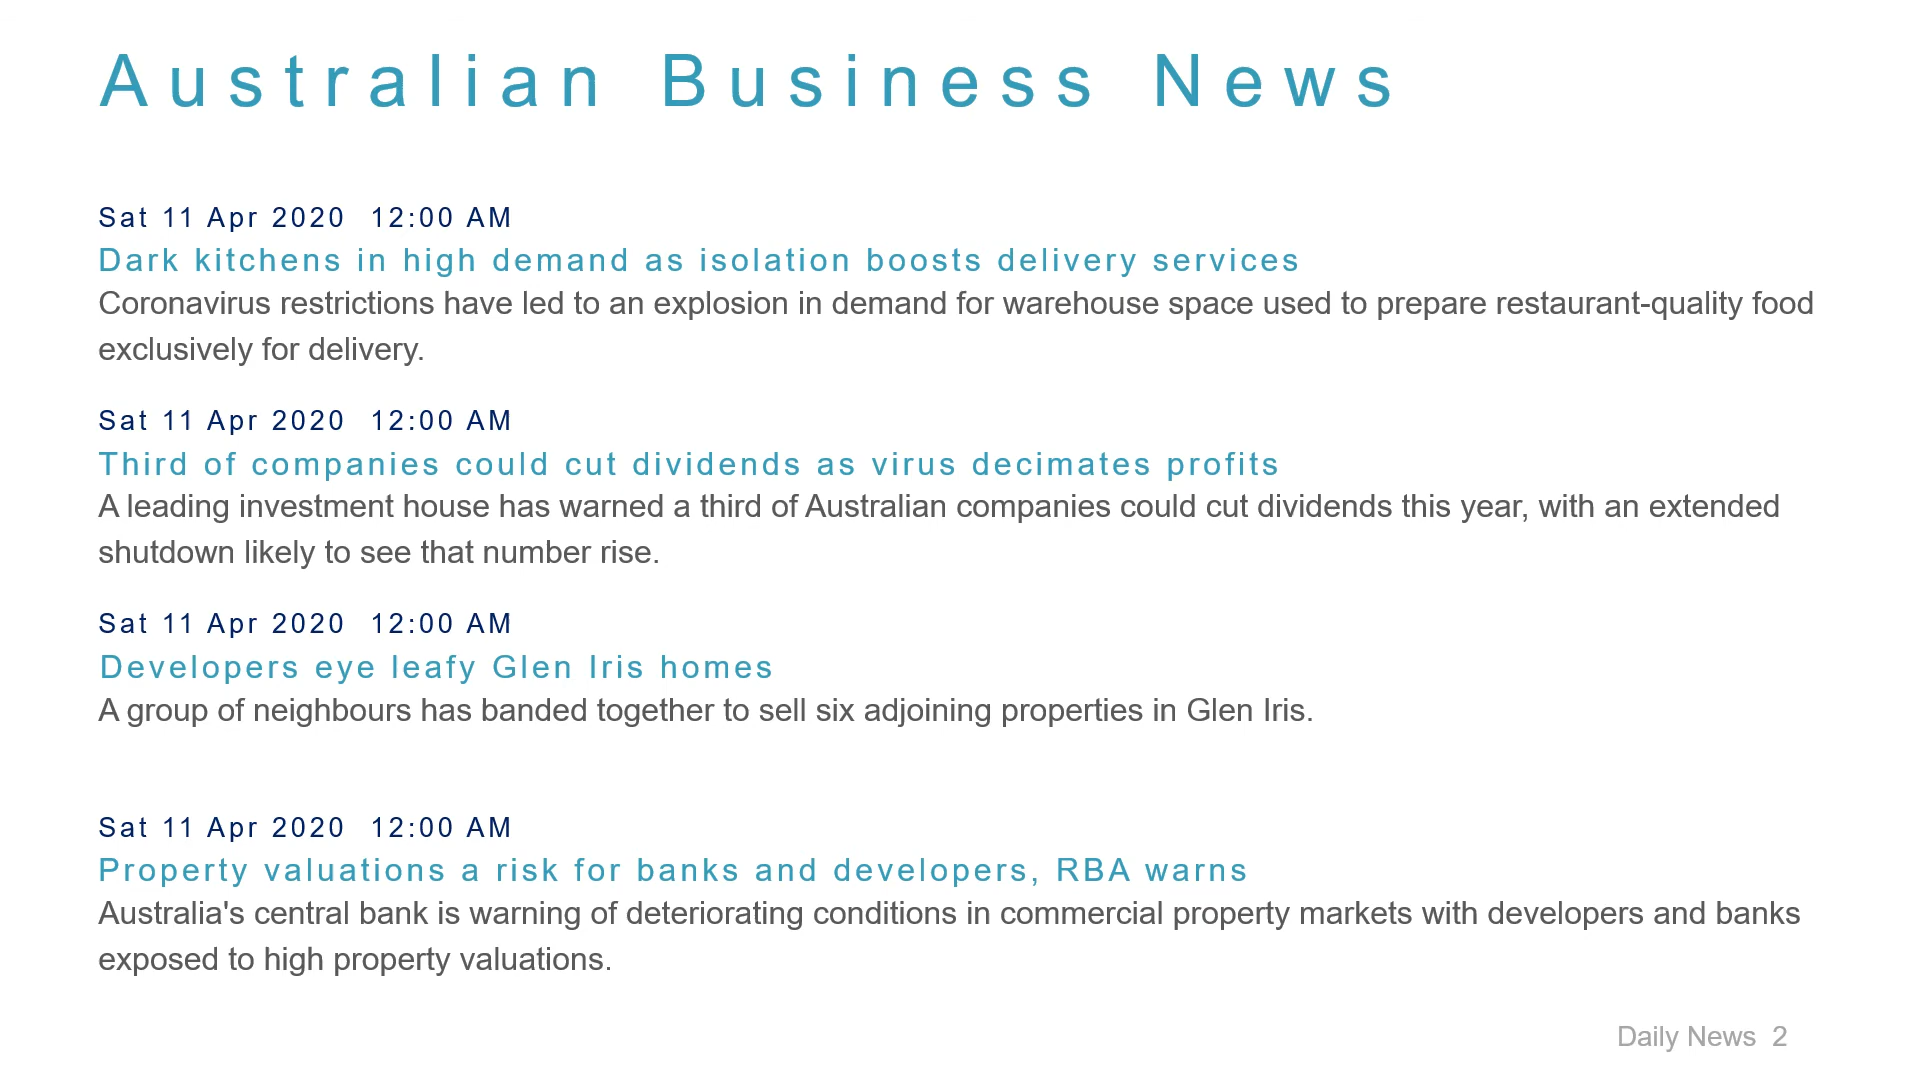 Australian Business News
Sat 11 Apr 2020  12:00 AM
Dark kitchens in high demand as isolation boosts delivery services
Coronavirus restrictions have led to an explosion in demand for warehouse space used to prepare restaurant-quality food
exclusively for delivery.
Sat 11 Apr 2020  12:00 AM
Third of companies could cut dividends as virus decimates profits
A leading investment house has warned a third of Australian companies could cut dividends this year, with an extended
shutdown likely to see that number rise.
Sat 11 Apr 2020  12:00 AM
Developers eye leafy Glen Iris homes
A group of neighbours has banded together to sell six adjoining properties in Glen Iris.
Sat 11 Apr 2020  12:00 AM
Property valuations a risk for banks and developers, RBA warns
Australia's central bank is warning of deteriorating conditions in commercial property markets with developers and banks
exposed to high property valuations.
Daily News  2